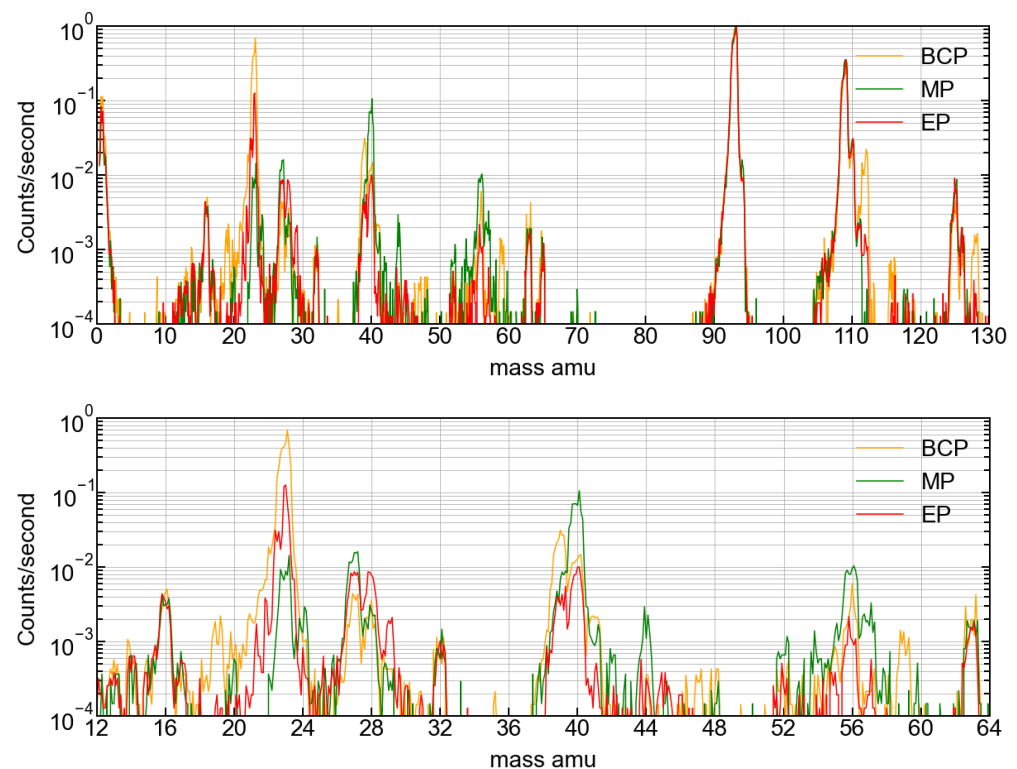 10^0
10^-1
10^-2
10^-3
10^-4
Counts/second
BCP
MP
EP
0 10 20 30 40 50 60 70 80 90 100 110 120 130
mass amu
10^0
10^-1
10^-2
10^-3
10^-4
Counts/second
BCP
MP
EP
12 16 20 24 28 32 36 40 44 48 52 56 60 64
mass amu